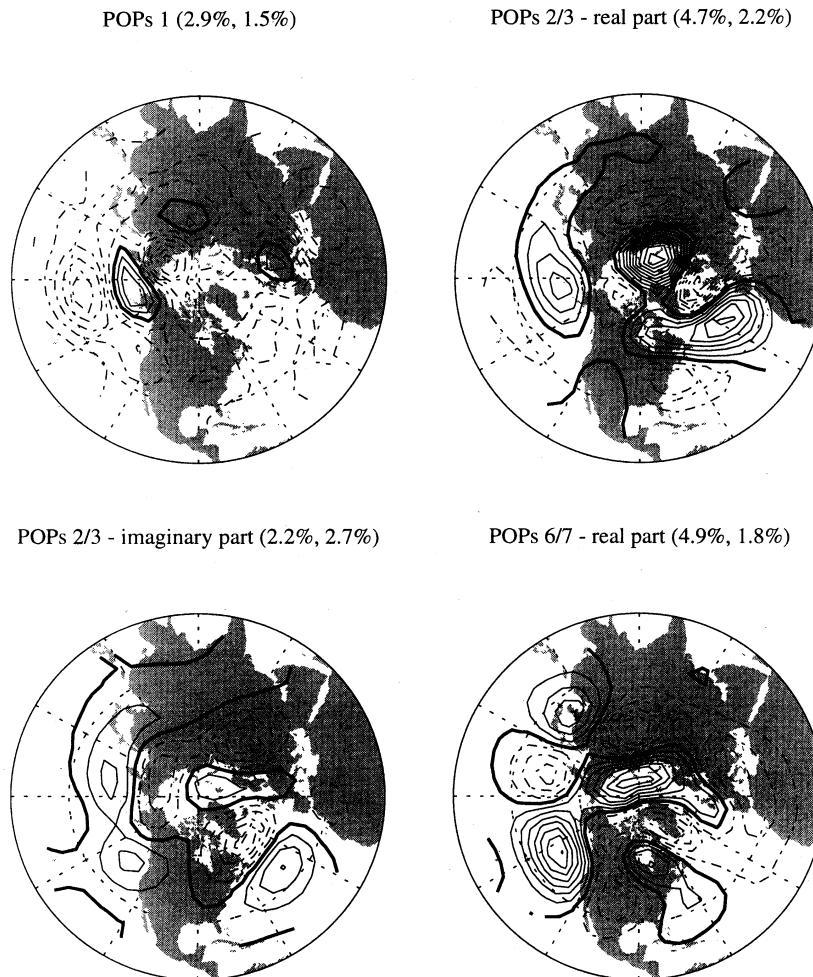 POPs 1 (2.9%, 1.5%)
POPs 2/3 - real part (4.7%, 2.2%)
POPs 2/3 - imaginary part (2.2%, 2.7%)
POPs 6/7 - real part (4.9%, 1.8%)